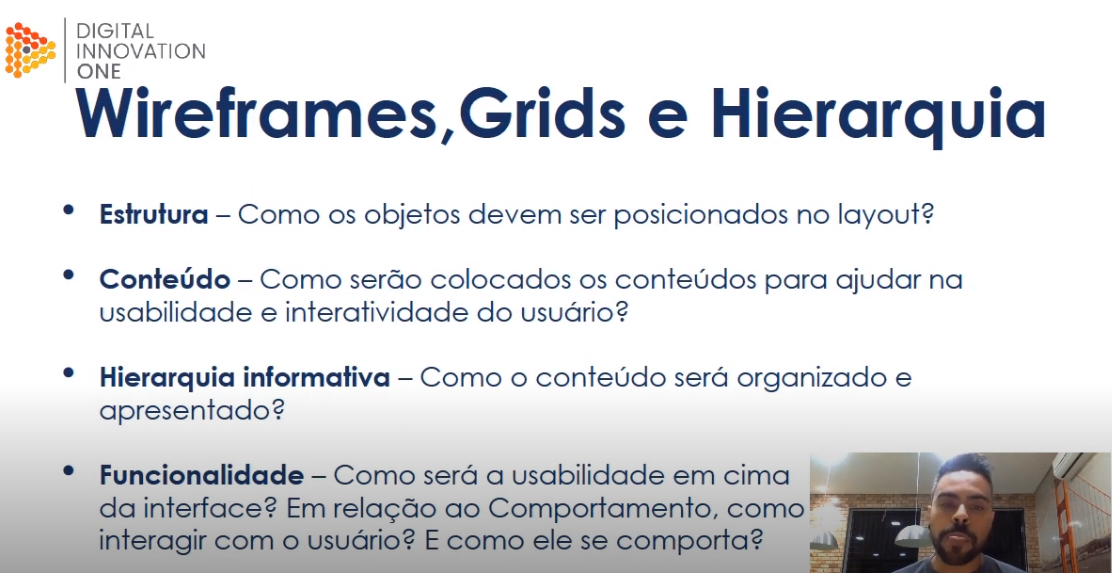 DIGITAL
INNOVATION
ONE
Wireframes,Grids e Hierarquia
• Estrutura – Como os objetos devem ser posicionados no layout?
• Conteúdo – Como serão colocados os conteúdos para ajudar na
usabilidade e interatividade do usuário?
• Hierarquia informativa – Como o conteúdo será organizado e
apresentado?
• Funcionalidade – Como será a usabilidade em cima
da interface? Em relação ao Comportamento, como
interagir com o usuário? E como ele se comporta?